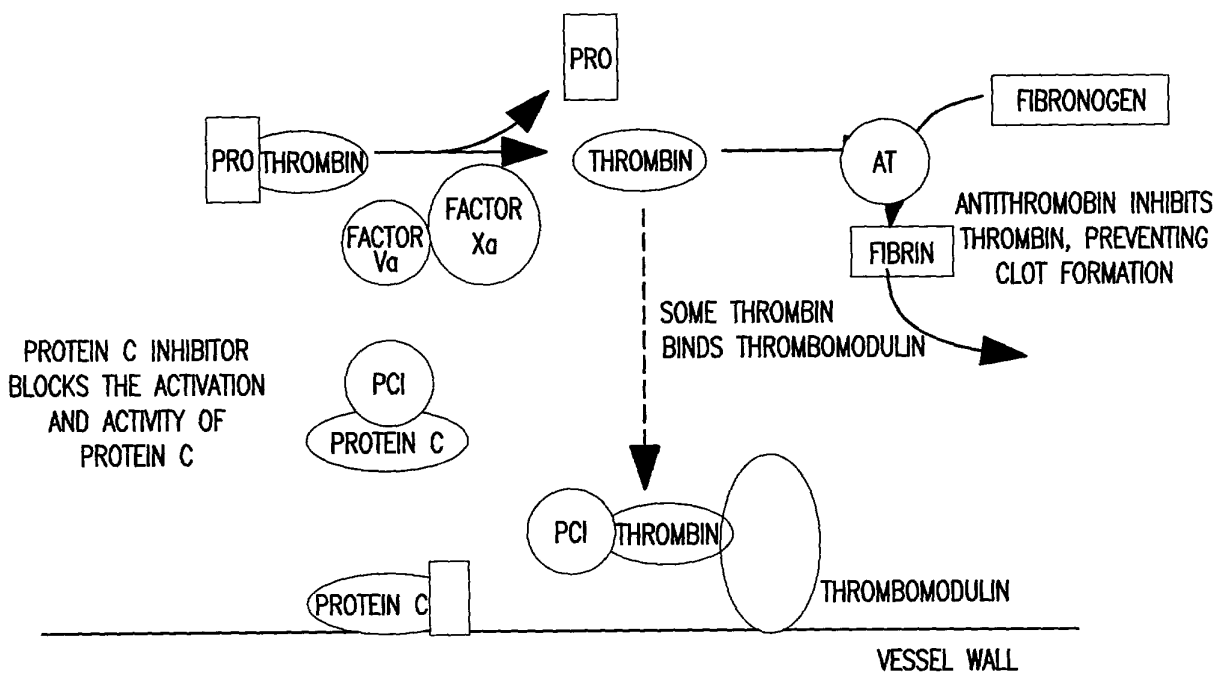 PRO
PRO
THROMBIN
THROMBIN
AT
FIBRONOGEN
FACTOR
Va
FACTOR
Xa
FIBRIN
ANTITHROMOBIN INHIBITS
THROMBIN, PREVENTING
CLOT FORMATION
SOME THROMBIN
BINDS THROMBOMODULIN
PROTEIN C INHIBITOR
BLOCKS THE ACTIVATION
AND ACTIVITY OF
PROTEIN C
PCI
PROTEIN C
PCI
THROMBIN
THROMBOMODULIN
PROTEIN C
VESSEL WALL